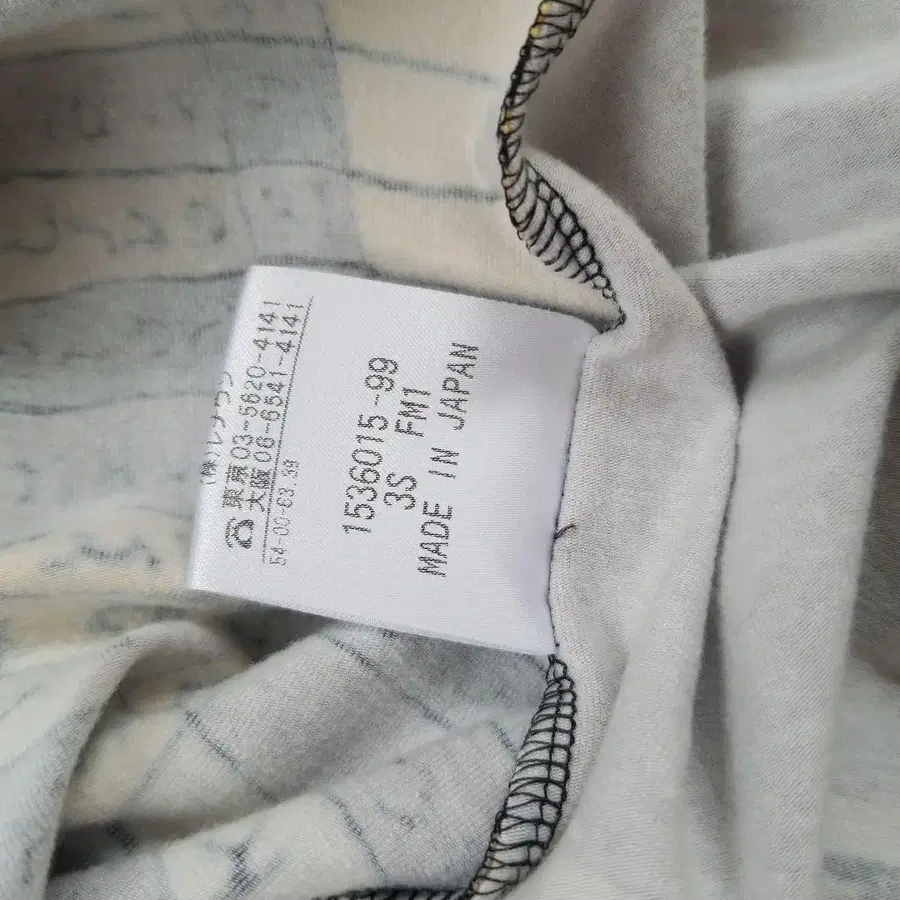 (株)レナウン
東京 03-5620-4141
大阪 06-6541-4141
54-00-63.39
1536015-99
3S FM1
MADE IN JAPAN